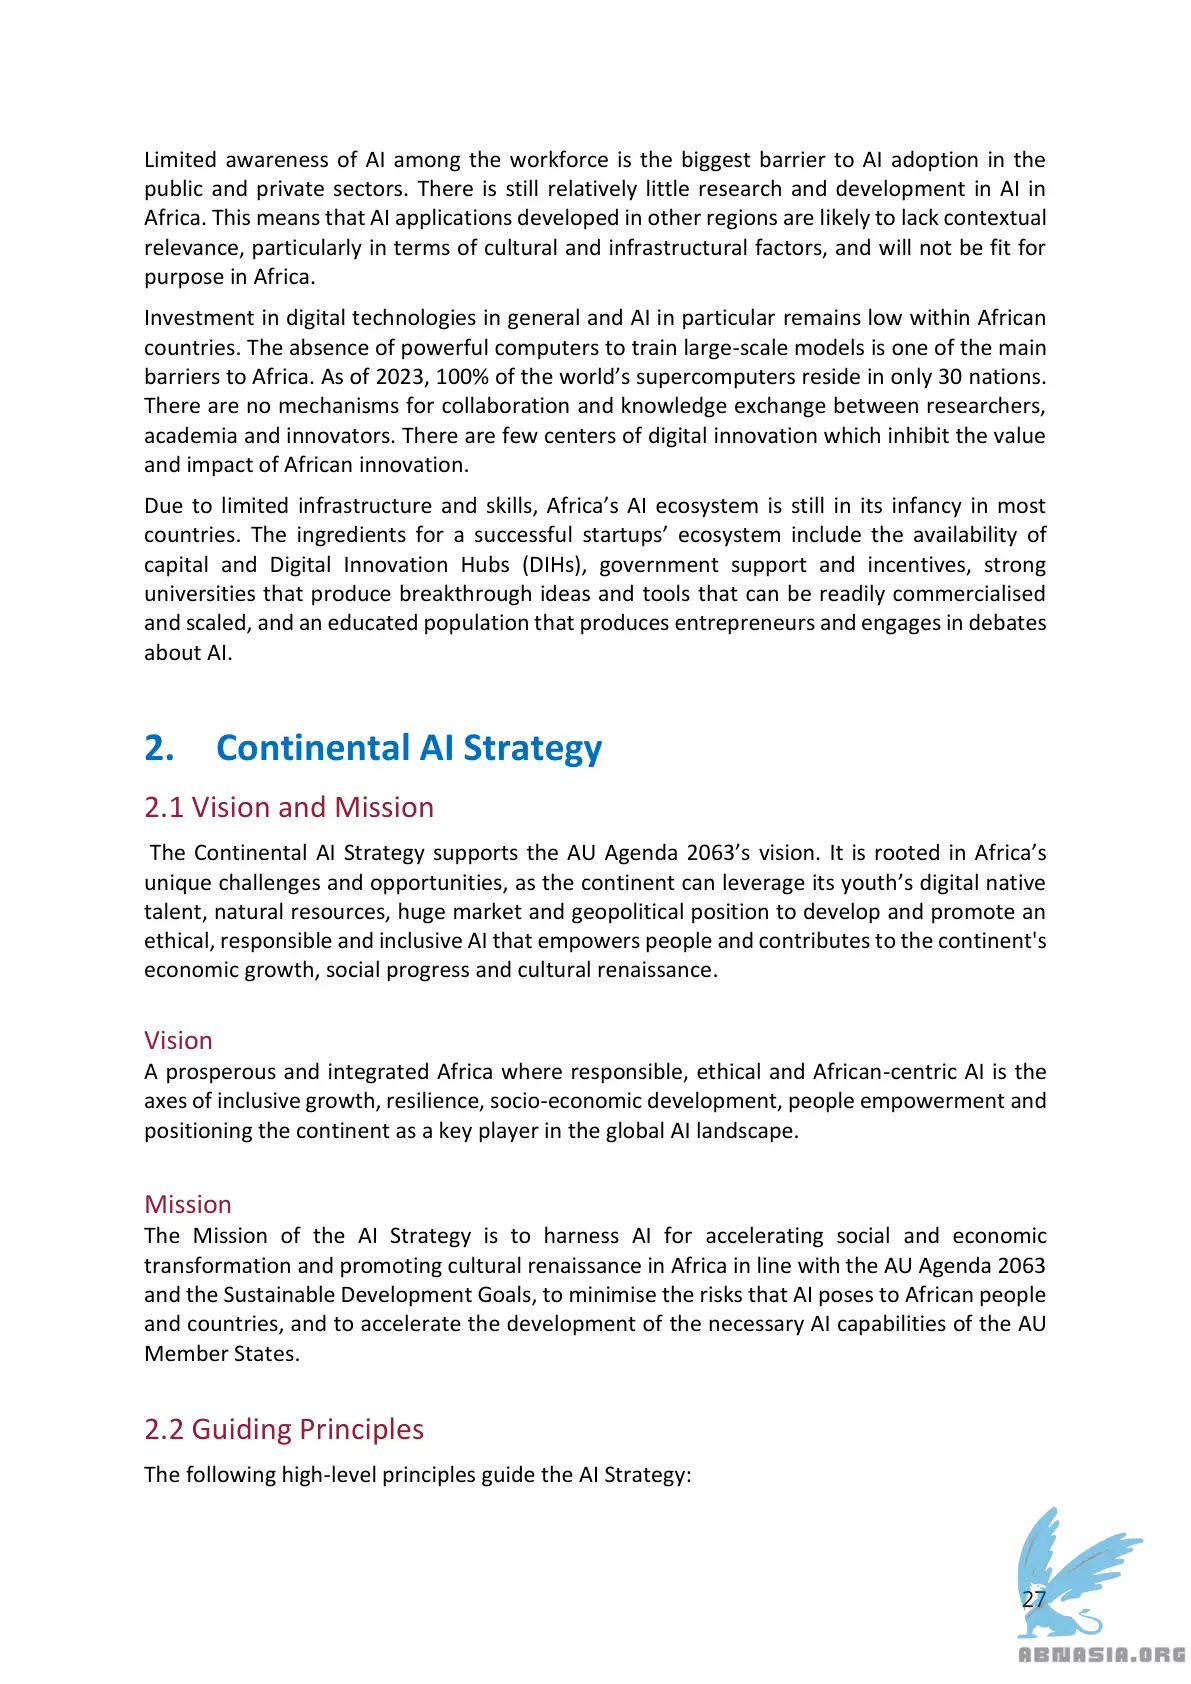 Limited awareness of AI among the workforce is the biggest barrier to AI adoption in the
public and private sectors. There is still relatively little research and development in AI in
Africa. This means that AI applications developed in other regions are likely to lack contextual
relevance, particularly in terms of cultural and infrastructural factors, and will not be fit for
purpose in Africa.
Investment in digital technologies in general and AI in particular remains low within African
countries. The absence of powerful computers to train large-scale models is one of the main
barriers to Africa. As of 2023, 100% of the world’s supercomputers reside in only 30 nations.
There are no mechanisms for collaboration and knowledge exchange between researchers,
academia and innovators. There are few centers of digital innovation which inhibit the value
and impact of African innovation.
Due to limited infrastructure and skills, Africa’s AI ecosystem is still in its infancy in most
countries. The ingredients for a successful startups’ ecosystem include the availability of
capital and Digital Innovation Hubs (DIHs), government support and incentives, strong
universities that produce breakthrough ideas and tools that can be readily commercialised
and scaled, and an educated population that produces entrepreneurs and engages in debates
about AI.
2. Continental AI Strategy
2.1 Vision and Mission
The Continental AI Strategy supports the AU Agenda 2063’s vision. It is rooted in Africa’s
unique challenges and opportunities, as the continent can leverage its youth’s digital native
talent, natural resources, huge market and geopolitical position to develop and promote an
ethical, responsible and inclusive AI that empowers people and contributes to the continent's
economic growth, social progress and cultural renaissance.
Vision
A prosperous and integrated Africa where responsible, ethical and African-centric AI is the
axes of inclusive growth, resilience, socio-economic development, people empowerment and
positioning the continent as a key player in the global AI landscape.
Mission
The Mission of the AI Strategy is to harness AI for accelerating social and economic
transformation and promoting cultural renaissance in Africa in line with the AU Agenda 2063
and the Sustainable Development Goals, to minimise the risks that AI poses to African people
and countries, and to accelerate the development of the necessary AI capabilities of the AU
Member States.
2.2 Guiding Principles
The following high-level principles guide the AI Strategy:
27
ABNASIA.ORG